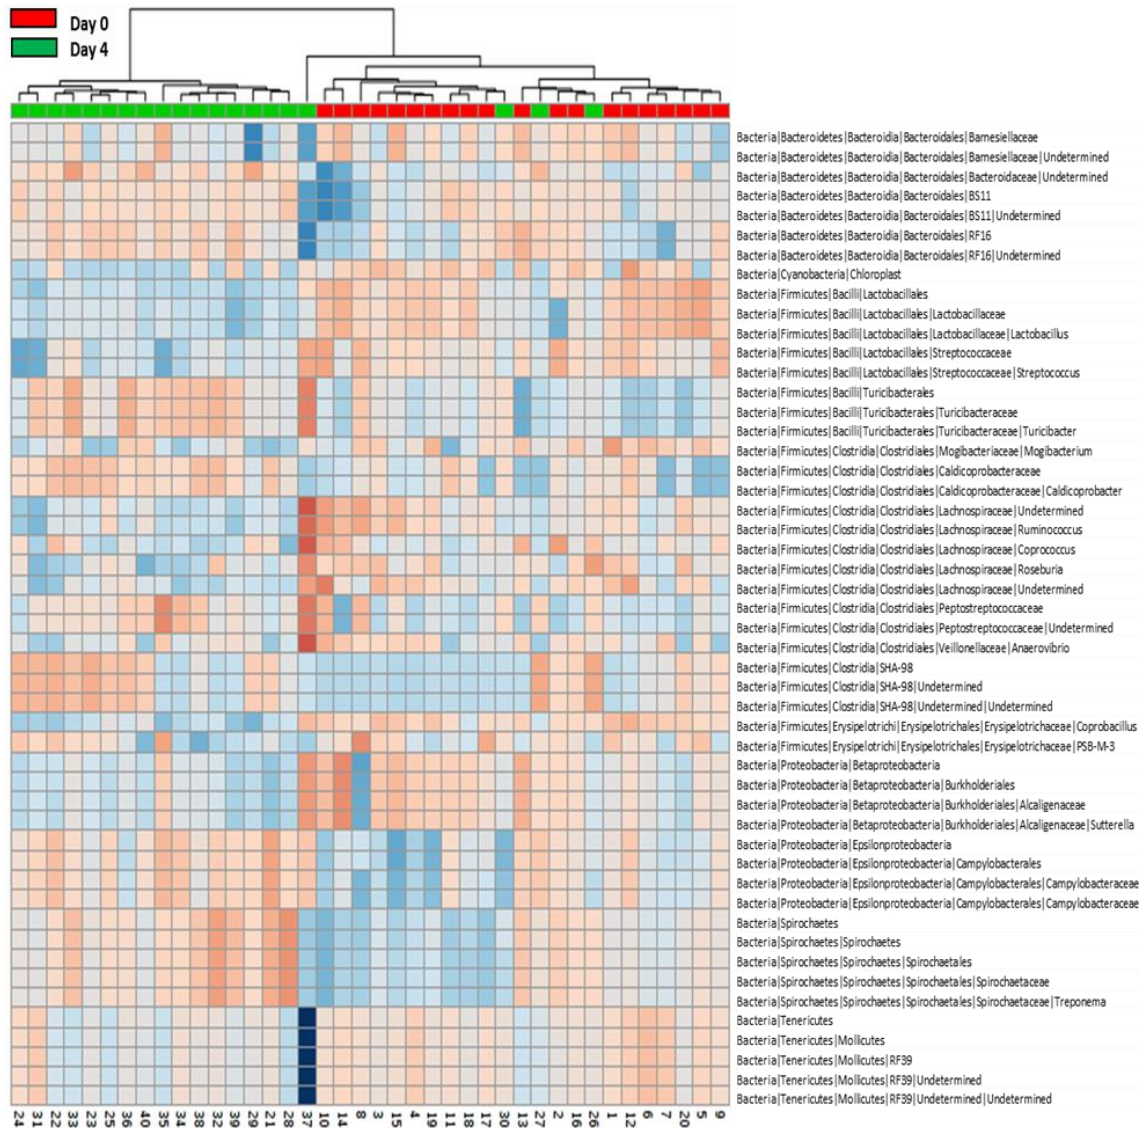 Day 0
Day 4
Bacteria|Bacteroidetes|Bacteroidia|Bacteroidales|Barnesiellaceae
Bacteria|Bacteroidetes|Bacteroidia|Bacteroidales|Barnesiellaceae|Undetermined
Bacteria|Bacteroidetes|Bacteroidia|Bacteroidales|Bacteroidaceae|Undetermined
Bacteria|Bacteroidetes|Bacteroidia|Bacteroidales|BS11
Bacteria|Bacteroidetes|Bacteroidia|Bacteroidales|BS11|Undetermined
Bacteria|Bacteroidetes|Bacteroidia|Bacteroidales|RF16
Bacteria|Bacteroidetes|Bacteroidia|Bacteroidales|RF16|Undetermined
Bacteria|Cyanobacteria|Chloroplast
Bacteria|Firmicutes|Bacilli|Lactobacillales
Bacteria|Firmicutes|Bacilli|Lactobacillales|Lactobacillaceae
Bacteria|Firmicutes|Bacilli|Lactobacillales|Lactobacillaceae|Lactobacillus
Bacteria|Firmicutes|Bacilli|Lactobacillales|Streptococcaceae
Bacteria|Firmicutes|Bacilli|Lactobacillales|Streptococcaceae|Streptococcus
Bacteria|Firmicutes|Bacilli|Turicibacterales
Bacteria|Firmicutes|Bacilli|Turicibacterales|Turicibacteraceae
Bacteria|Firmicutes|Bacilli|Turicibacterales|Turicibacteraceae|Turicibacter
Bacteria|Firmicutes|Clostridia|Clostridiales|Mogibacteriaceae|Mogibacterium
Bacteria|Firmicutes|Clostridia|Clostridiales|Caldicoprobacteraceae
Bacteria|Firmicutes|Clostridia|Clostridiales|Caldicoprobacteraceae|Caldicoprobacter
Bacteria|Firmicutes|Clostridia|Clostridiales|Lachnospiraceae|Undetermined
Bacteria|Firmicutes|Clostridia|Clostridiales|Lachnospiraceae|Ruminococcus
Bacteria|Firmicutes|Clostridia|Clostridiales|Lachnospiraceae|Coprococcus
Bacteria|Firmicutes|Clostridia|Clostridiales|Lachnospiraceae|Roseburia
Bacteria|Firmicutes|Clostridia|Clostridiales|Lachnospiraceae|Undetermined
Bacteria|Firmicutes|Clostridia|Clostridiales|Peptostreptococcaceae
Bacteria|Firmicutes|Clostridia|Clostridiales|Peptostreptococcaceae|Undetermined
Bacteria|Firmicutes|Clostridia|Clostridiales|Veillonellaceae|Anaerovibrio
Bacteria|Firmicutes|Clostridia|SHA-98
Bacteria|Firmicutes|Clostridia|SHA-98|Undetermined
Bacteria|Firmicutes|Clostridia|SHA-98|Undetermined|Undetermined
Bacteria|Firmicutes|Erysipelotrichi|Erysipelotrichales|Erysipelotrichaceae|Coprobacillus
Bacteria|Firmicutes|Erysipelotrichi|Erysipelotrichales|Erysipelotrichaceae|PSB-M-3
Bacteria|Proteobacteria|Betaproteobacteria
Bacteria|Proteobacteria|Betaproteobacteria|Burkholderiales
Bacteria|Proteobacteria|Betaproteobacteria|Burkholderiales|Alcaligenaceae
Bacteria|Proteobacteria|Betaproteobacteria|Burkholderiales|Alcaligenaceae|Sutterella
Bacteria|Proteobacteria|Epsilonproteobacteria
Bacteria|Proteobacteria|Epsilonproteobacteria|Campylobacterales
Bacteria|Proteobacteria|Epsilonproteobacteria|Campylobacterales|Campylobacteraceae
Bacteria|Proteobacteria|Epsilonproteobacteria|Campylobacterales|Campylobacteraceae
Bacteria|Spirochaetes
Bacteria|Spirochaetes|Spirochaetes
Bacteria|Spirochaetes|Spirochaetes|Spirochaetales
Bacteria|Spirochaetes|Spirochaetes|Spirochaetales|Spirochaetaceae
Bacteria|Spirochaetes|Spirochaetes|Spirochaetales|Spirochaetaceae|Treponema
Bacteria|Tenericutes
Bacteria|Tenericutes|Mollicutes
Bacteria|Tenericutes|Mollicutes|RF39
Bacteria|Tenericutes|Mollicutes|RF39|Undetermined
Bacteria|Tenericutes|Mollicutes|RF39|Undetermined|Undetermined
24 31 22 33 23 25 36 40 35 34 38 32 39 29 21 28 37 10 14 8 3 15 4 19 11 18 17 30 13 27 2 16 26 1 12 6 7 20 5 9